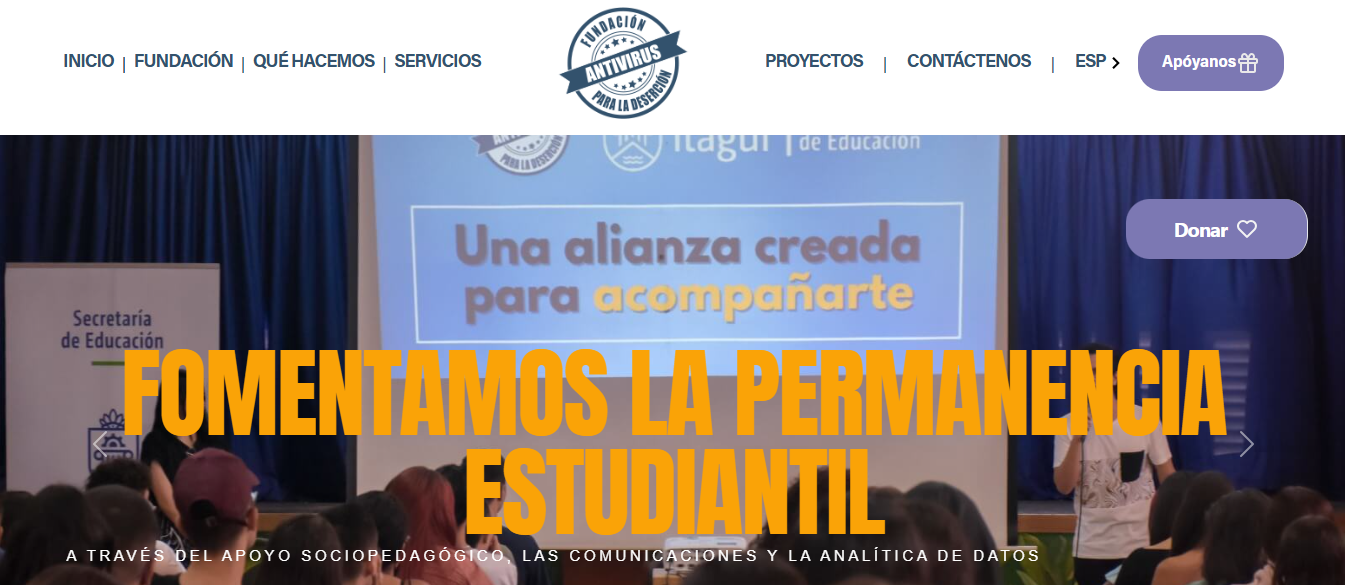 INICIO | FUNDACIÓN | QUÉ HACEMOS | SERVICIOS
FUNDACIÓN
ANTIVIRUS
PARA LA DESERCIÓN
PROYECTOS | CONTÁCTENOS | ESP
Apóyanos
PARA LA DESERCIÓN
Itagüí | de Educación
Donar
Una alianza creada
para acompañarte
Secretaría
de Educación
FOMENTAMOS LA PERMANENCIA
ESTUDIANTIL
A TRAVÉS DEL APOYO SOCIOPEDAGÓGICO, LAS COMUNICACIONES Y LA ANALÍTICA DE DATOS